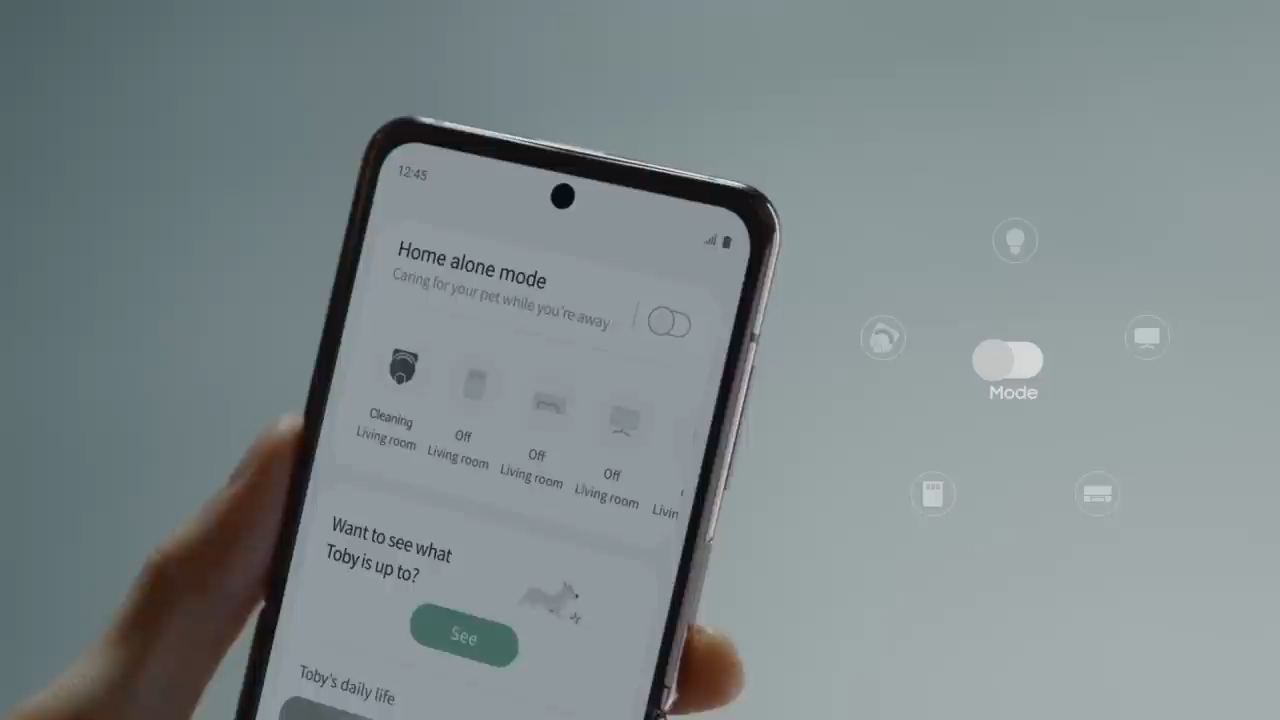 12:45
Home alone mode
Caring for your pet while you're away
Cleaning
Living room
Off
Living room
Off
Living room
Off
Living room
Livin
Want to see what
Toby is up to?
See
Toby's daily life
Mode